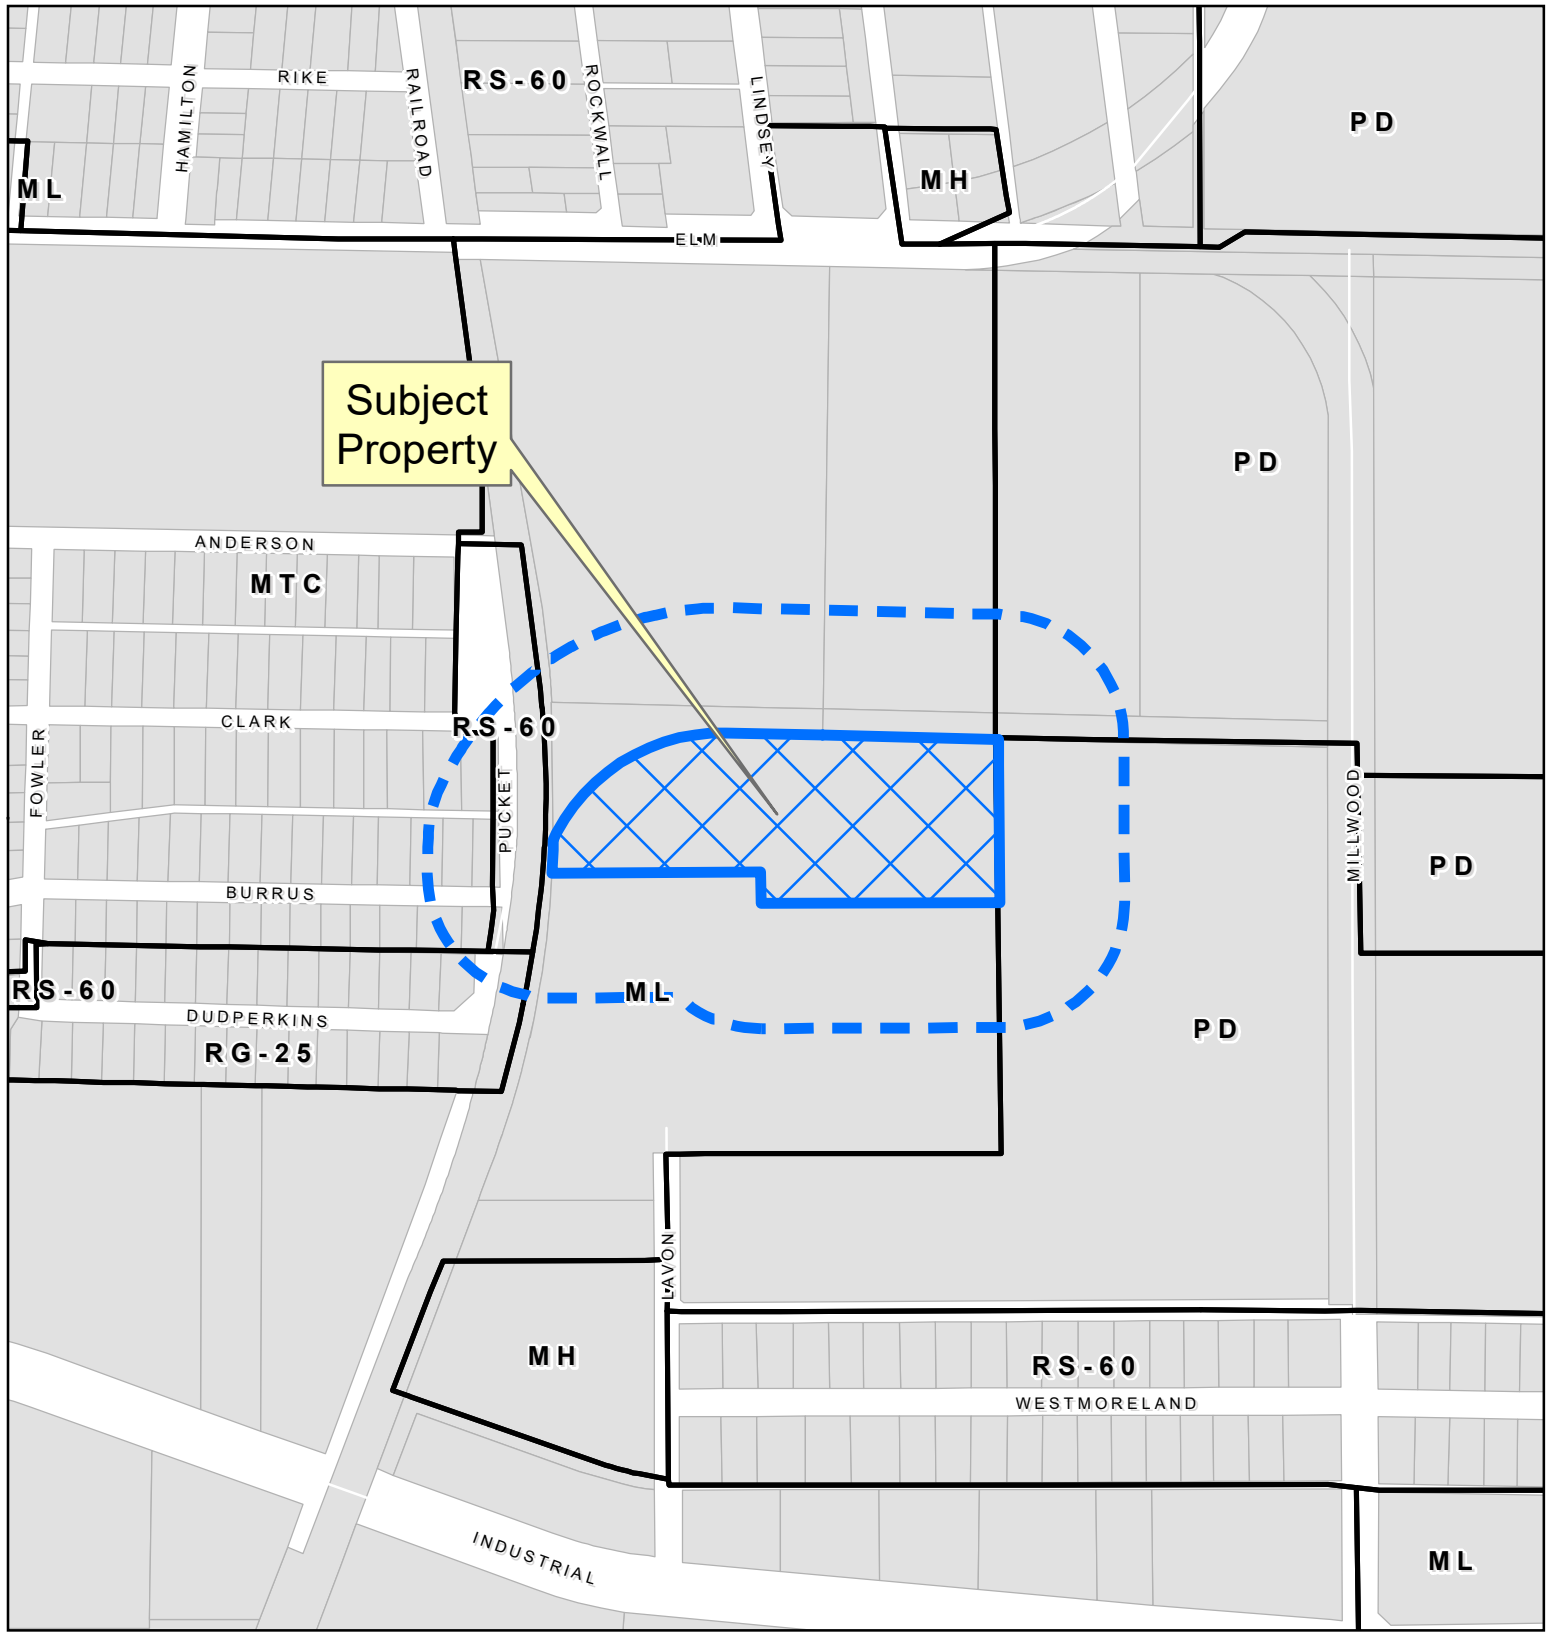 RIKE
HAMILTON
RAILROAD
RS-60
ROCKWALL
LINDSEY
PD
MH
ML
ELM
Subject
Property
PD
ANDERSON
MTC
CLARK
RS-60
FOWLER
PUCKET
MILLWOOD
PD
BURRUS
RS-60
ML
DUDPERKINS
PD
RG-25
LAVON
MH
RS-60
WESTMORELAND
INDUSTRIAL
ML